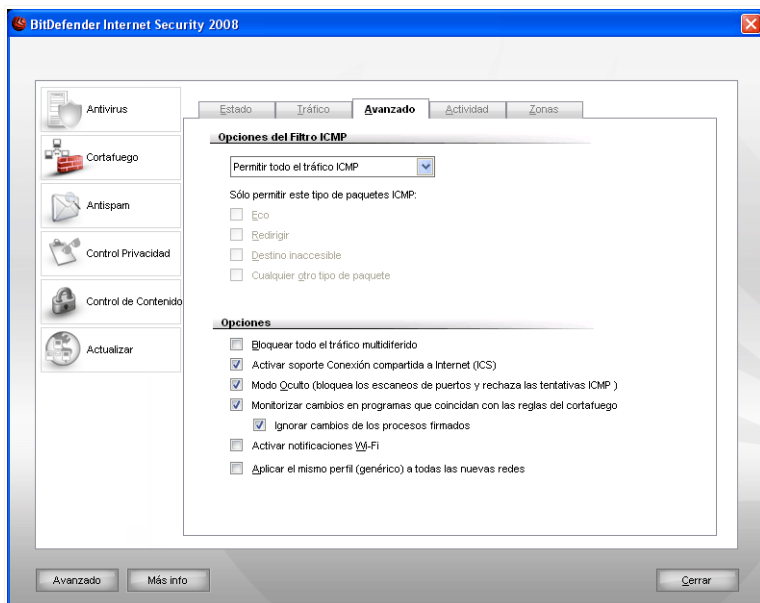 BitDefender Internet Security 2008
Antivirus
Cortafuego
Antispam
Control Privacidad
Control de Contenido
Actualizar
Estado
Tráfico
Avanzado
Actividad
Zonas
Opciones del Filtro ICMP
Permitir todo el tráfico ICMP
Sólo permitir este tipo de paquetes ICMP:
Eco
Redirigir
Destino inaccesible
Cualquier otro tipo de paquete
Opciones
Bloquear todo el tráfico multidiferido
Activar soporte Conexión compartida a Internet (ICS)
Modo Oculto (bloquea los escaneos de puertos y rechaza las tentativas ICMP )
Monitorizar cambios en programas que coincidan con las reglas del cortafuego
Ignorar cambios de los procesos firmados
Activar notificaciones Wi-Fi
Aplicar el mismo perfil (genérico) a todas las nuevas redes
Avanzado
Más info
Cerrar